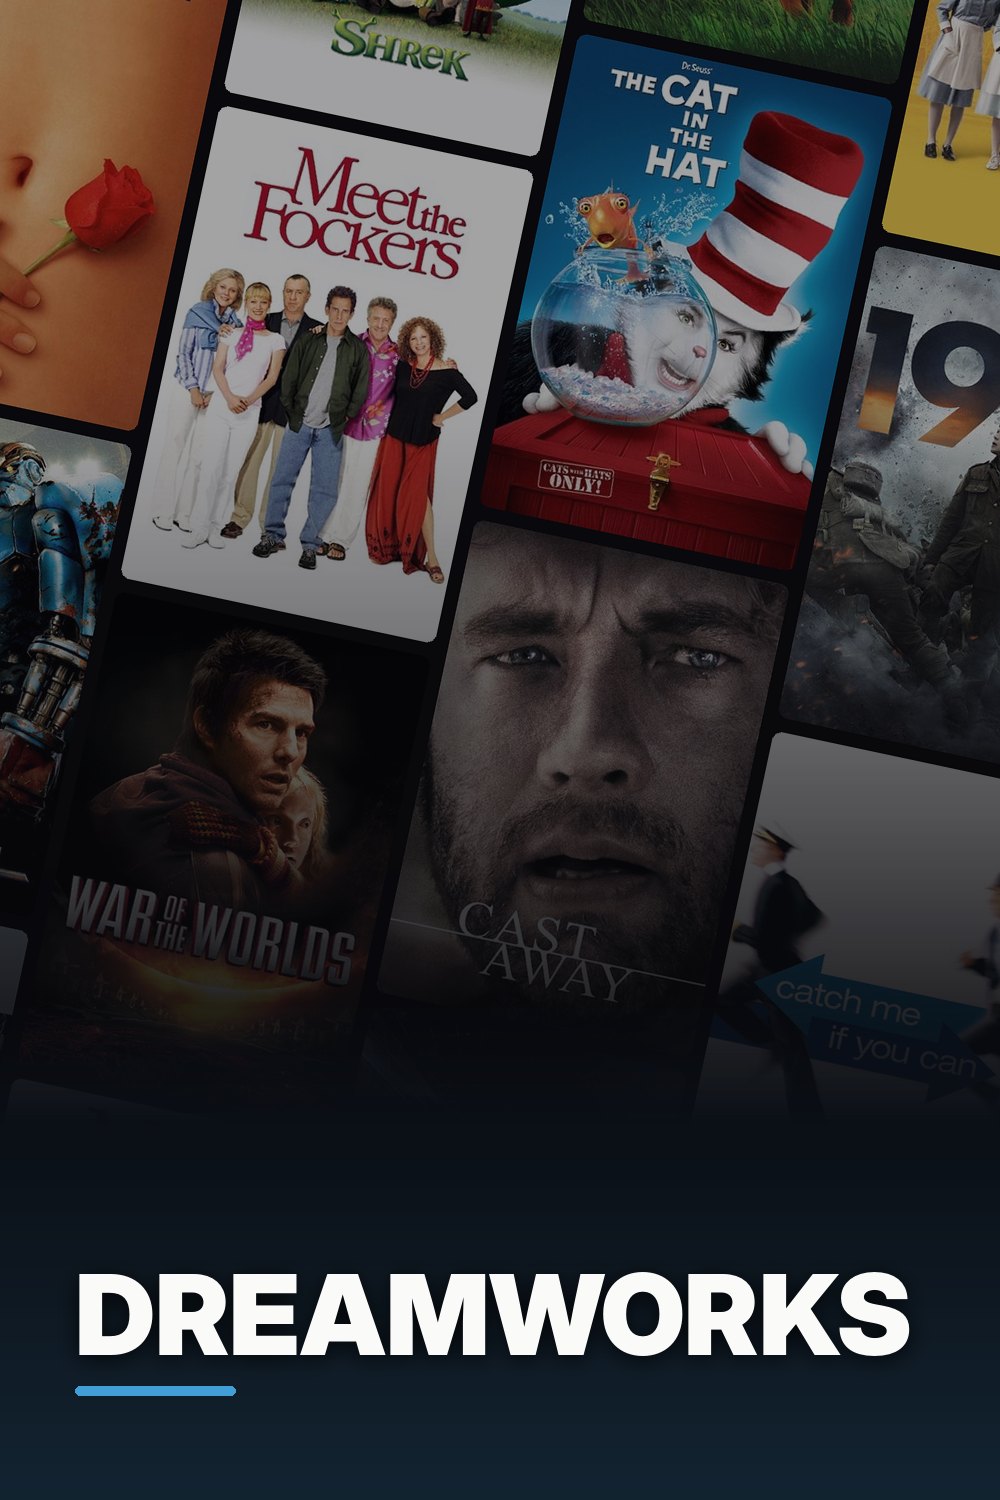 SHREK
Dr. Seuss'
THE CAT
IN
THE
HAT
Meet the
Fockers
19
CATS WITH HATS
ONLY!
WAR OF THE WORLDS
CAST
AWAY
catch me
if you can
DREAMWORKS